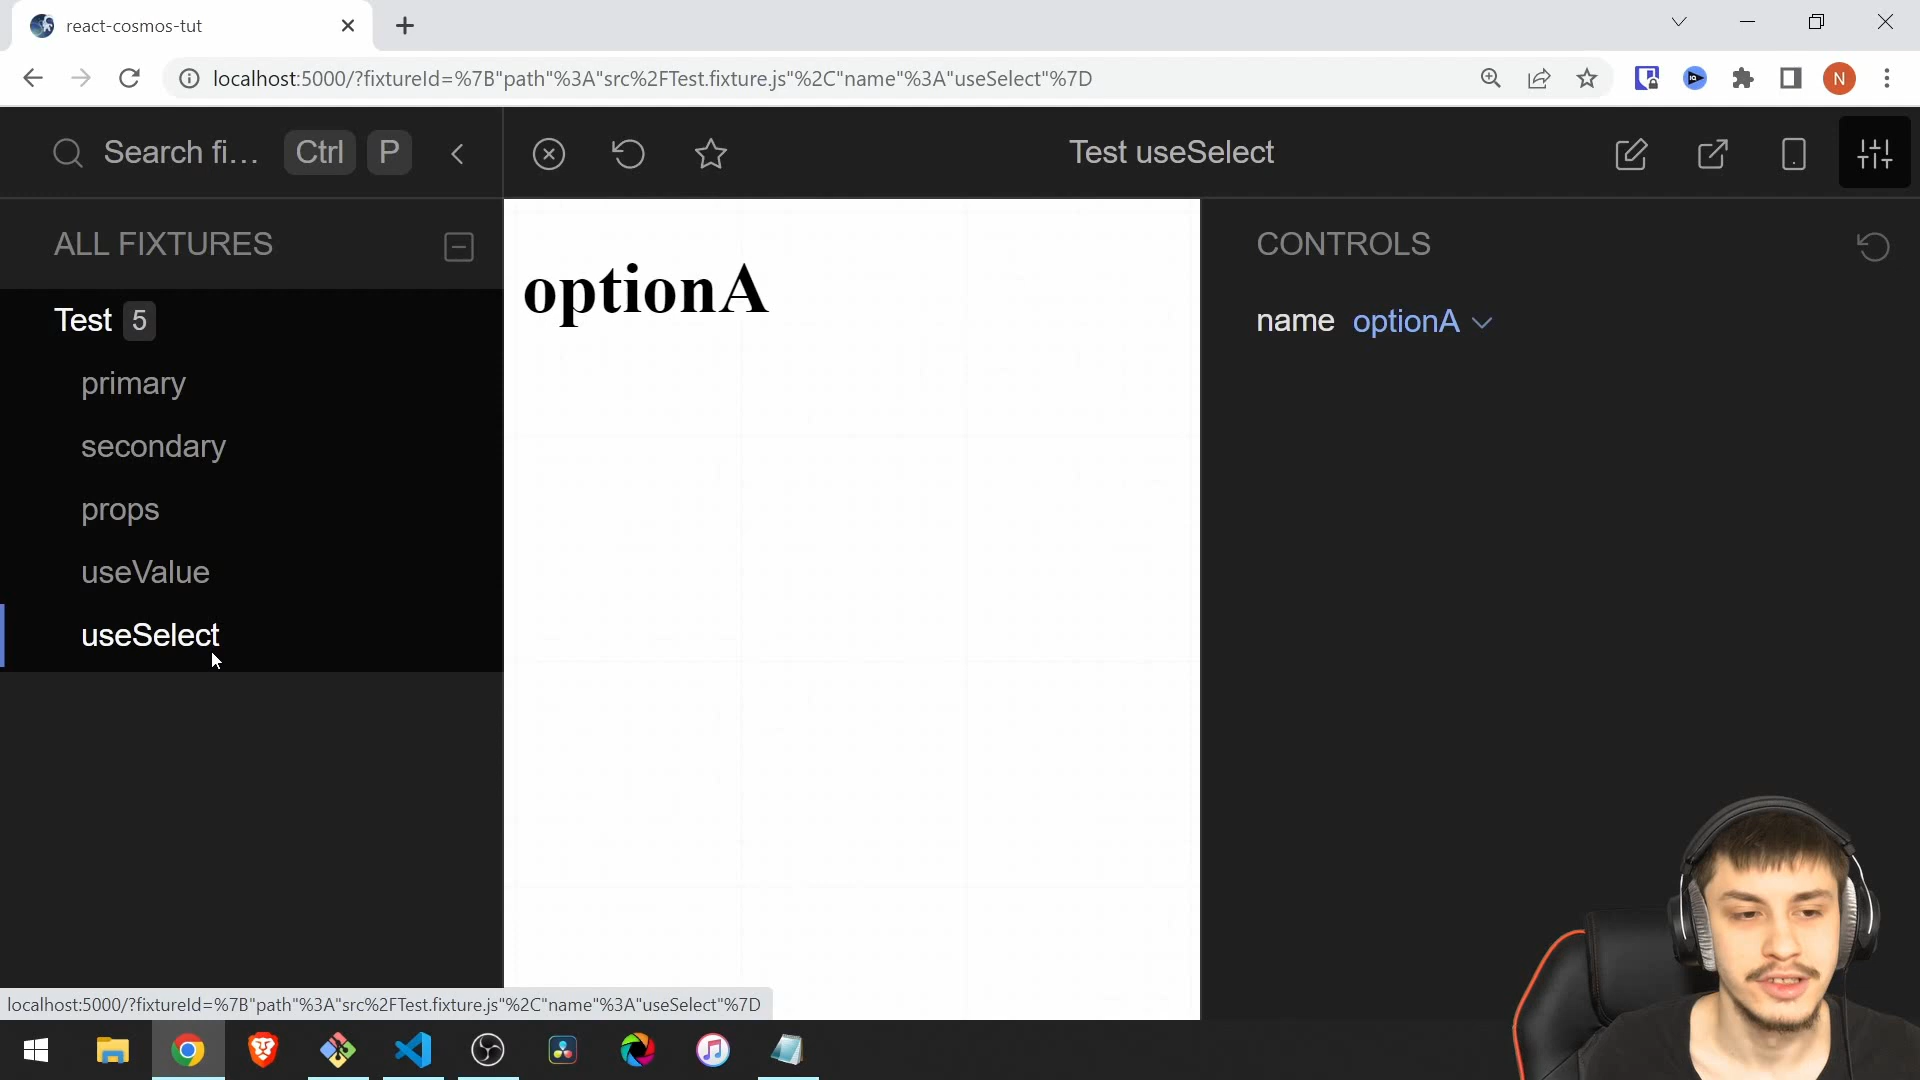 react-cosmos-tut
localhost:5000/?fixtureId=%7B"path"%3A"src%2FTest.fixture.js"%2C"name"%3A"useSelect"%7D
N
Search fi... Ctrl P
Test useSelect
ALL FIXTURES
CONTROLS
Test 5
primary
secondary
props
useValue
useSelect
optionA
name optionA
localhost:5000/?fixtureId=%7B"path"%3A"src%2FTest.fixture.js"%2C"name"%3A"useSelect"%7D